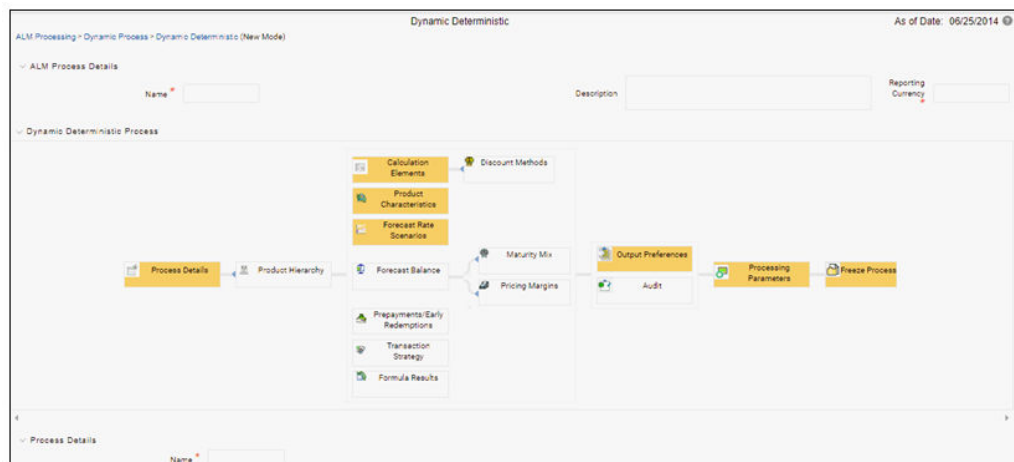 Dynamic Deterministic
As of Date: 06/25/2014
ALM Processing > Dynamic Process > Dynamic Deterministic (New Mode)
ALM Process Details
Name *
Description
Reporting
Currency
*
Dynamic Deterministic Process
Calculation
Elements
Discount Methods
Product
Characteristics
Forecast Rate
Scenarios
Process Details
Product Hierarchy
Forecast Balance
Maturity Mix
Pricing Margins
Output Preferences
Audit
Processing
Parameters
Freeze Process
Prepayments/Early
Redemptions
Transaction
Strategy
Formula Results
Process Details
Name *